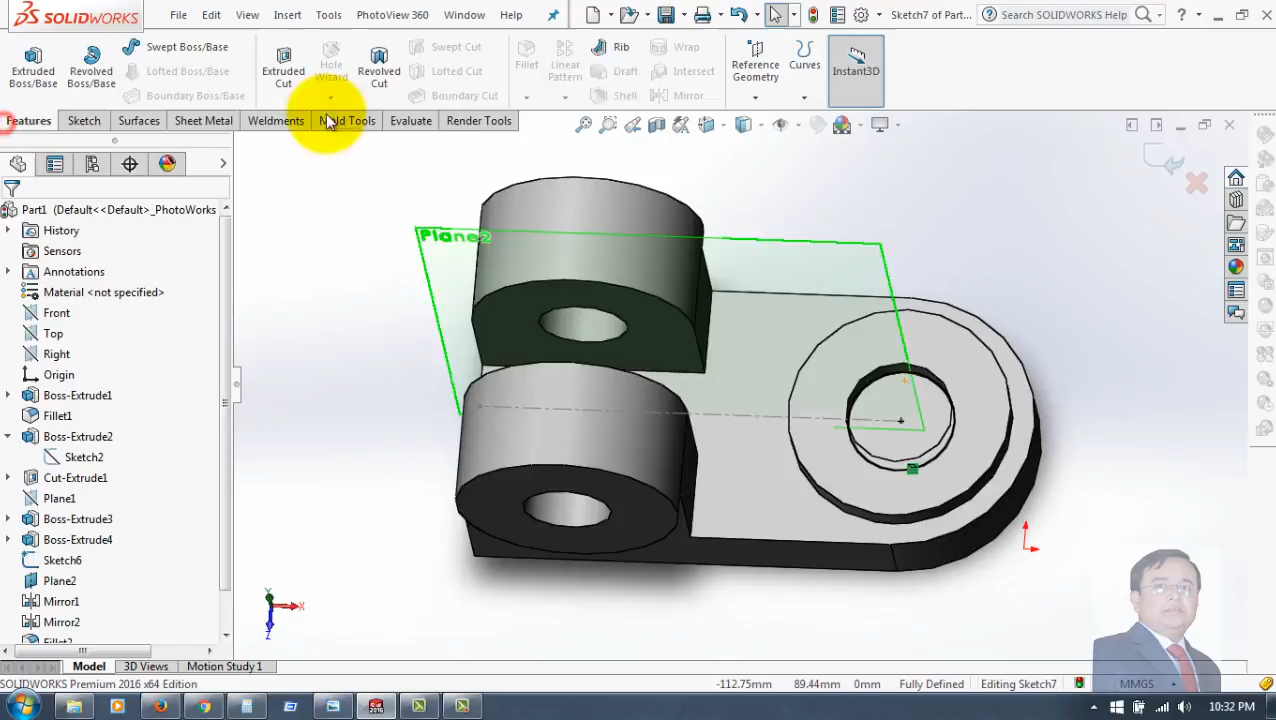 SOLIDWORKS File Edit View Insert Tools PhotoView 360 Window Help Sketch7 of Part... Search SOLIDWORKS Help
Extruded Boss/Base
Revolved Boss/Base
Swept Boss/Base
Lofted Boss/Base
Boundary Boss/Base
Extruded Cut
Hole Wizard
Revolved Cut
Swept Cut
Lofted Cut
Boundary Cut
Fillet
Linear Pattern
Rib
Draft
Shell
Wrap
Intersect
Mirror
Reference Geometry
Curves
Instant3D
Features Sketch Surfaces Sheet Metal Weldments Mold Tools Evaluate Render Tools
Part1 (Default<<Default>_PhotoWorks
History
Sensors
Annotations
Material <not specified>
Front
Top
Right
Origin
Boss-Extrude1
Fillet1
Boss-Extrude2
Sketch2
Cut-Extrude1
Plane1
Boss-Extrude3
Boss-Extrude4
Sketch6
Plane2
Mirror1
Mirror2
Fillet2
Plane2
Y
X
Z
Model 3D Views Motion Study 1
SOLIDWORKS Premium 2016 x64 Edition -112.75mm 89.44mm 0mm Fully Defined Editing Sketch7 MMGS
10:32 PM